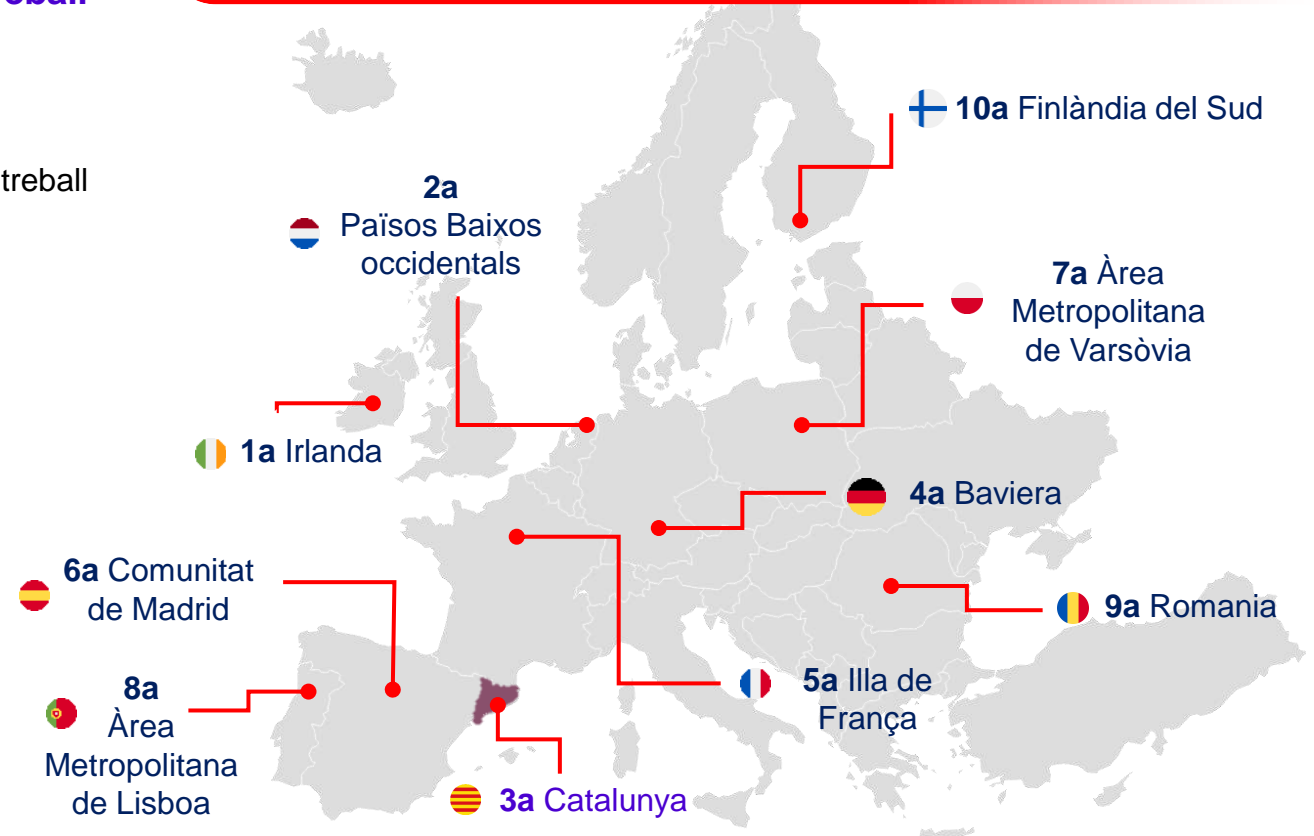 treball
10a Finlàndia del Sud
2a
Països Baixos
occidentals
7a Àrea
Metropolitana
de Varsòvia
1a Irlanda
4a Baviera
6a Comunitat
de Madrid
9a Romania
8a
Àrea
Metropolitana
de Lisboa
5a Illa de
França
3a Catalunya